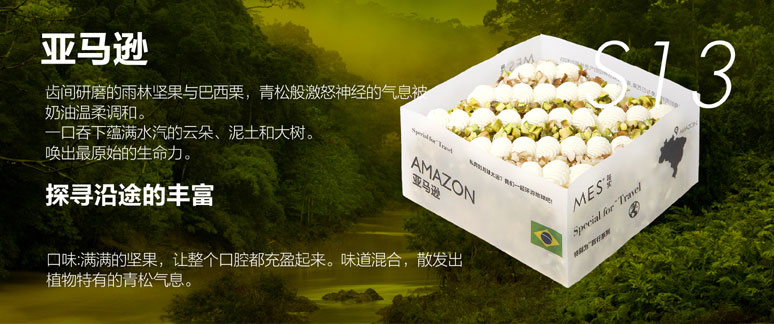 亚马逊
S13
齿间研磨的雨林坚果与巴西栗，青松般激怒神经的气息被
奶油温柔调和。
一口吞下蕴满水汽的云朵、泥土和大树。
唤出最原始的生命力。
探寻沿途的丰富
口味:满满的坚果，让整个口腔都充盈起来。味道混合，散发出
植物特有的青松气息。
MES
Special for Travel
AMAZON
亚马逊
AMAZON
MES
Special for Travel